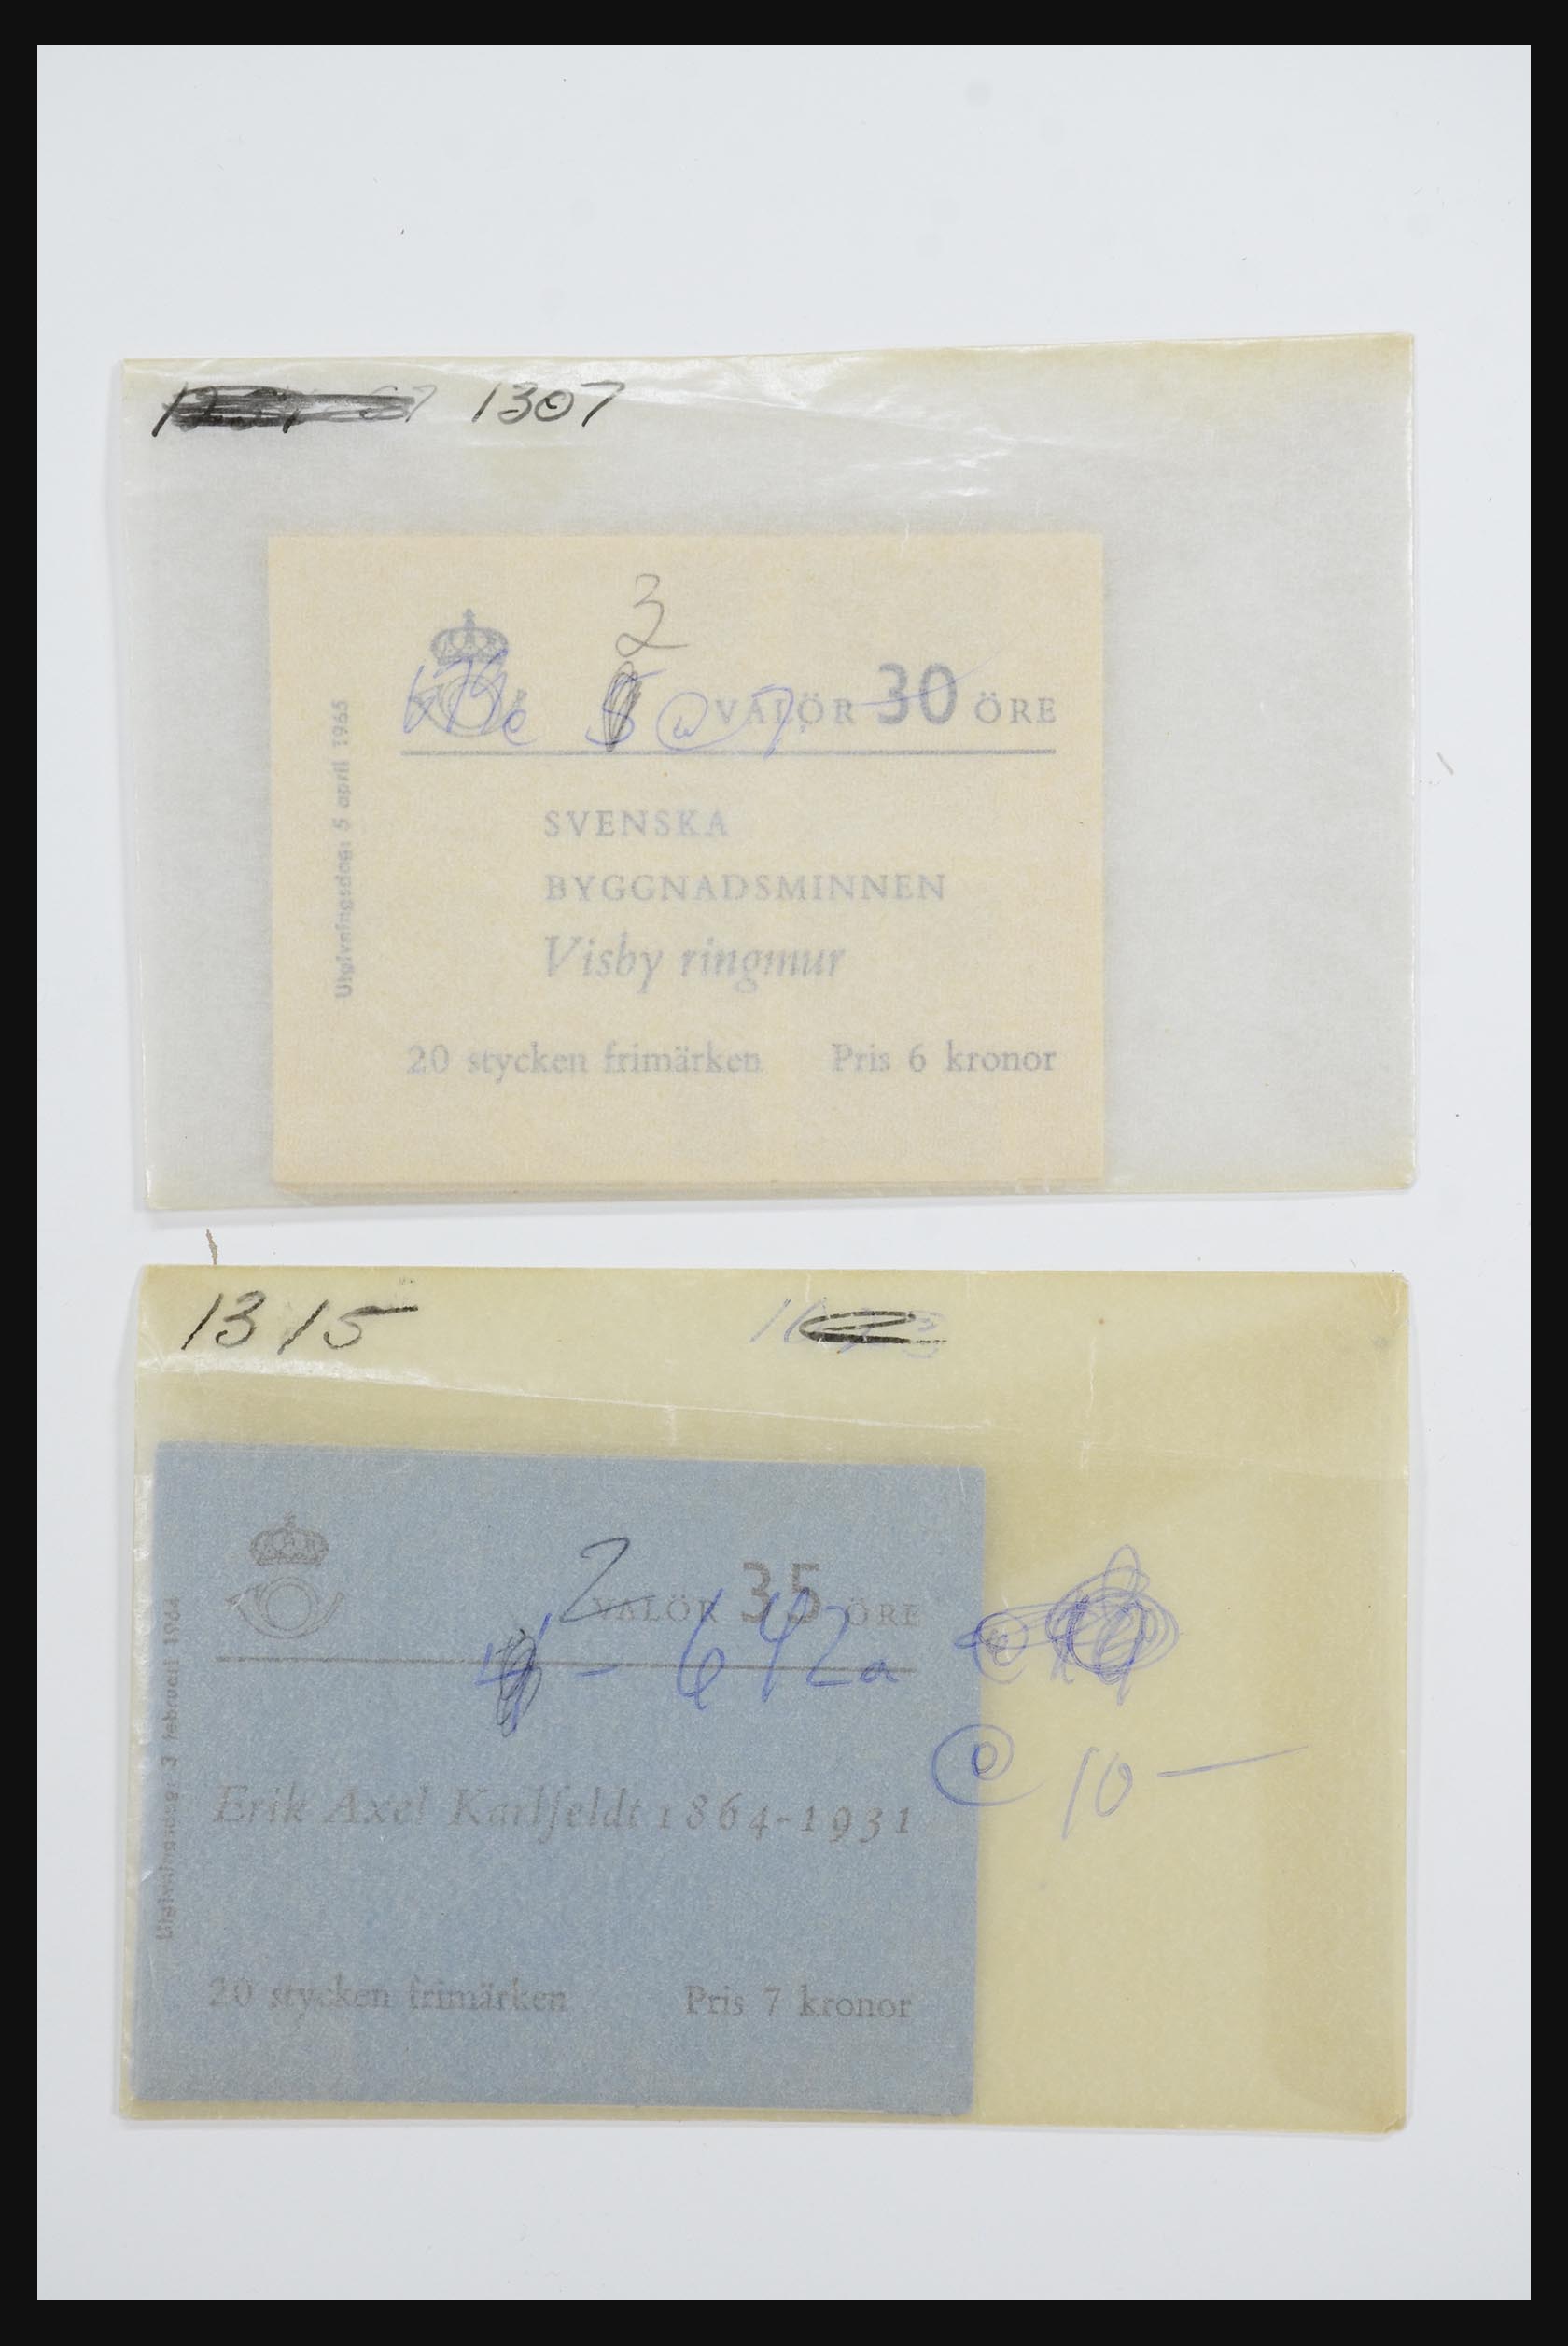 1307
3
VALÖR 30 ÖRE
@ 7.
Utgivningsdag: 5 april 1965
SVENSKA
BYGGNADSMINNEN
Visby ringmur
20 stycken frimärken Pris 6 kronor
1315
2
VALÖR 35 ÖRE
- 642a
@ 10—
Utgivningsdag: 3 februari 1964
Erik Axel Karlfeldt 1864-1931
20 stycken frimärken Pris 7 kronor